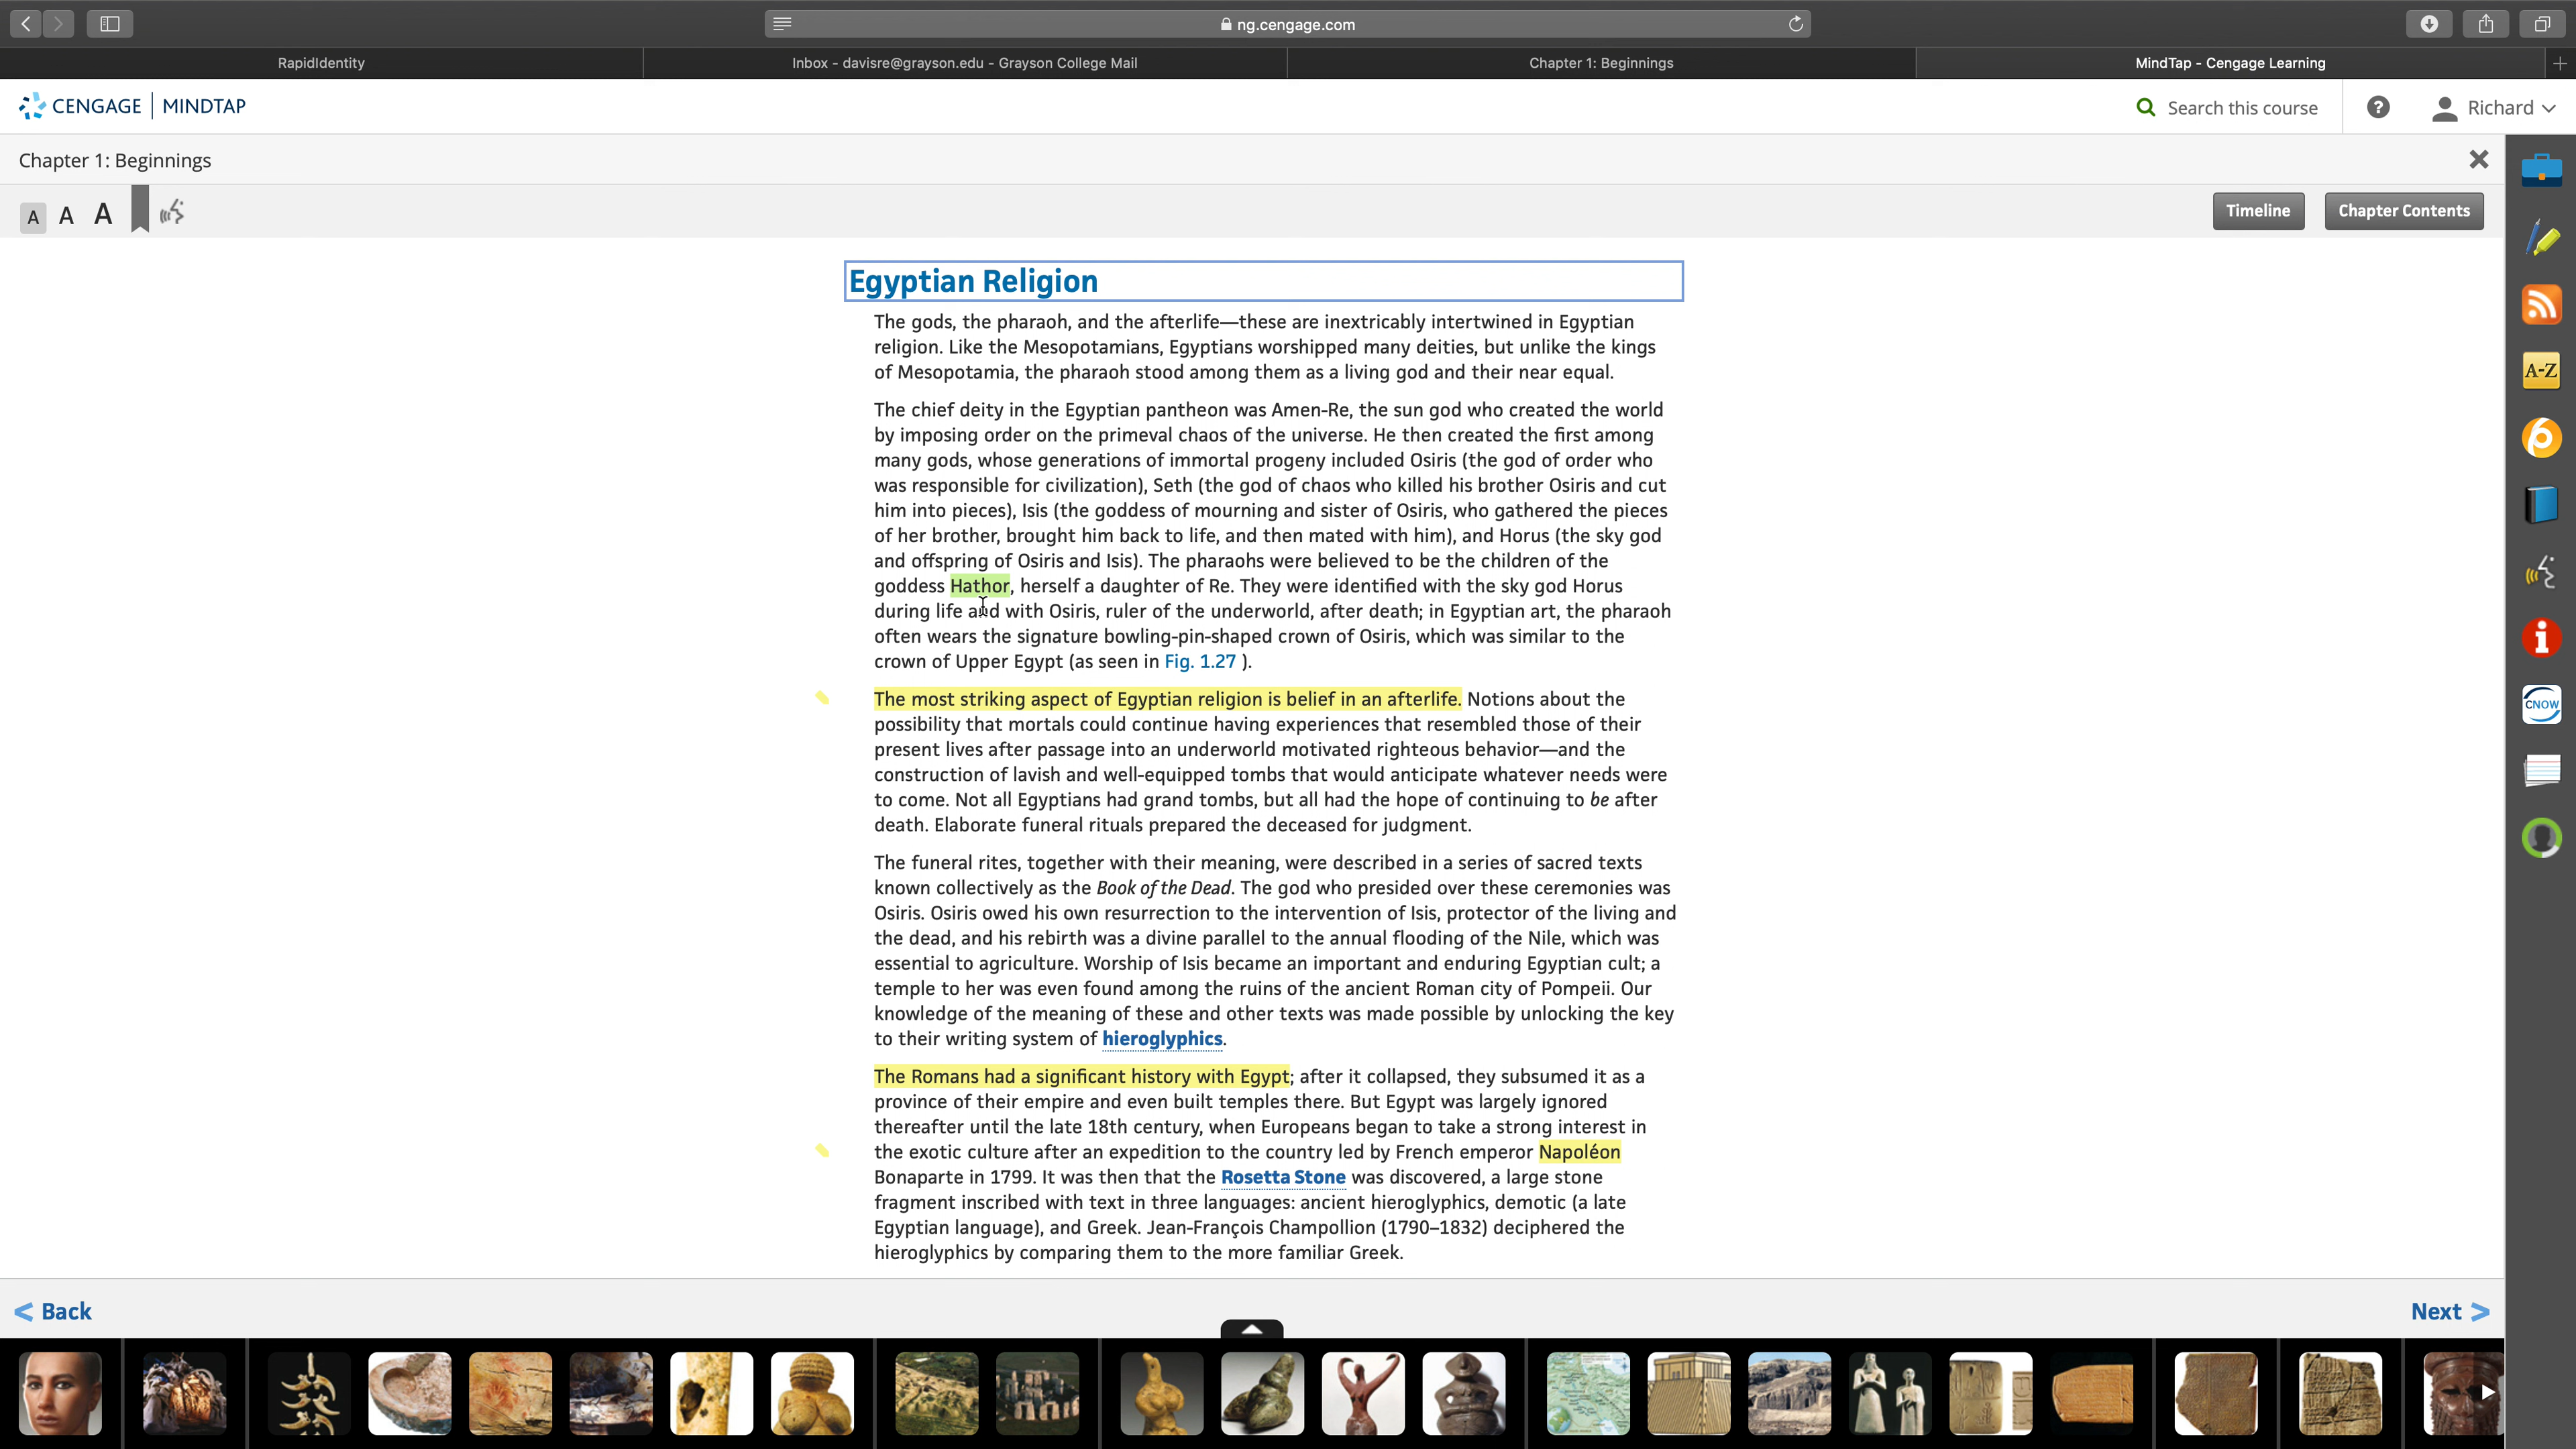 ng.cengage.com
RapidIdentity
Inbox - davisre@grayson.edu - Grayson College Mail
Chapter 1: Beginnings
MindTap - Cengage Learning
CENGAGE | MINDTAP
Search this course
?
Richard
Chapter 1: Beginnings
A A A
Timeline
Chapter Contents
Egyptian Religion
The gods, the pharaoh, and the afterlife—these are inextricably intertwined in Egyptian
religion. Like the Mesopotamians, Egyptians worshipped many deities, but unlike the kings
of Mesopotamia, the pharaoh stood among them as a living god and their near equal.
The chief deity in the Egyptian pantheon was Amen-Re, the sun god who created the world
by imposing order on the primeval chaos of the universe. He then created the first among
many gods, whose generations of immortal progeny included Osiris (the god of order who
was responsible for civilization), Seth (the god of chaos who killed his brother Osiris and cut
him into pieces), Isis (the goddess of mourning and sister of Osiris, who gathered the pieces
of her brother, brought him back to life, and then mated with him), and Horus (the sky god
and offspring of Osiris and Isis). The pharaohs were believed to be the children of the
goddess Hathor, herself a daughter of Re. They were identified with the sky god Horus
during life and with Osiris, ruler of the underworld, after death; in Egyptian art, the pharaoh
often wears the signature bowling-pin-shaped crown of Osiris, which was similar to the
crown of Upper Egypt (as seen in Fig. 1.27 ).
The most striking aspect of Egyptian religion is belief in an afterlife. Notions about the
possibility that mortals could continue having experiences that resembled those of their
present lives after passage into an underworld motivated righteous behavior—and the
construction of lavish and well-equipped tombs that would anticipate whatever needs were
to come. Not all Egyptians had grand tombs, but all had the hope of continuing to be after
death. Elaborate funeral rituals prepared the deceased for judgment.
The funeral rites, together with their meaning, were described in a series of sacred texts
known collectively as the Book of the Dead. The god who presided over these ceremonies was
Osiris. Osiris owed his own resurrection to the intervention of Isis, protector of the living and
the dead, and his rebirth was a divine parallel to the annual flooding of the Nile, which was
essential to agriculture. Worship of Isis became an important and enduring Egyptian cult; a
temple to her was even found among the ruins of the ancient Roman city of Pompeii. Our
knowledge of the meaning of these and other texts was made possible by unlocking the key
to their writing system of hieroglyphics.
The Romans had a significant history with Egypt; after it collapsed, they subsumed it as a
province of their empire and even built temples there. But Egypt was largely ignored
thereafter until the late 18th century, when Europeans began to take a strong interest in
the exotic culture after an expedition to the country led by French emperor Napoléon
Bonaparte in 1799. It was then that the Rosetta Stone was discovered, a large stone
fragment inscribed with text in three languages: ancient hieroglyphics, demotic (a late
Egyptian language), and Greek. Jean-François Champollion (1790–1832) deciphered the
hieroglyphics by comparing them to the more familiar Greek.
A-Z
CNOW
< Back
Next >